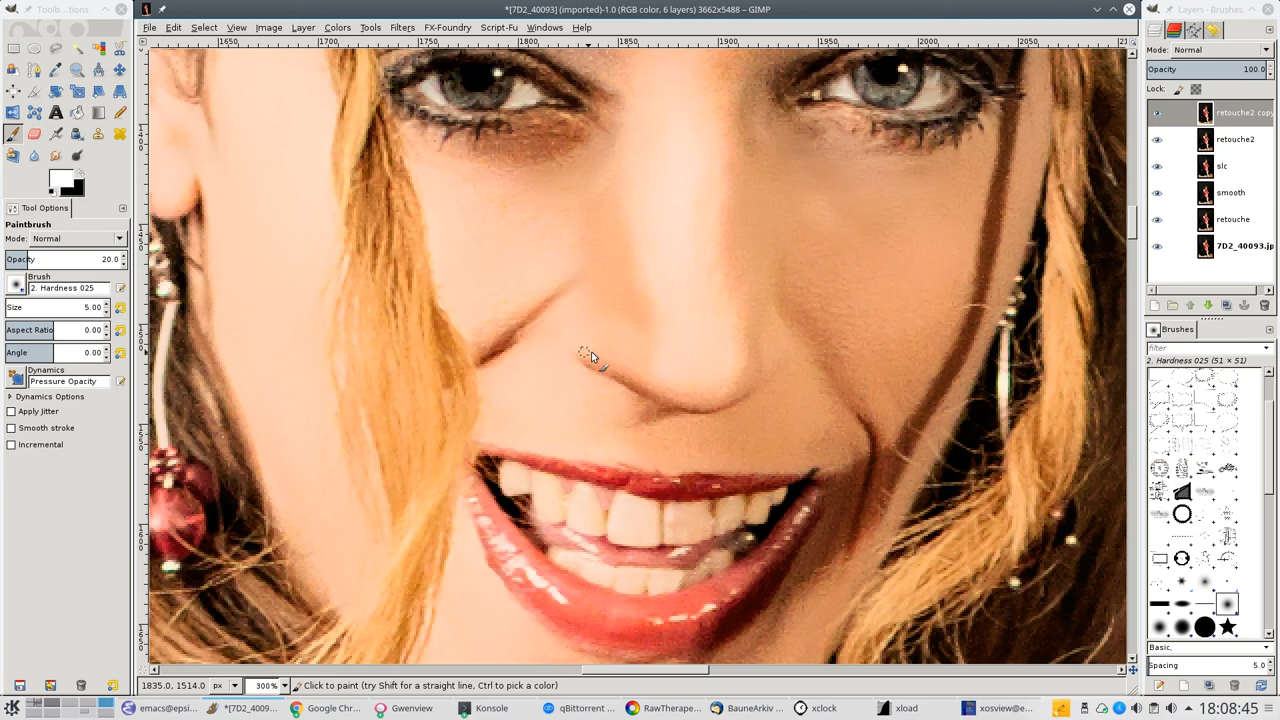 Toolb...tions
*[7D2_40093] (imported)-1.0 (RGB color, 6 layers) 3662x5488 – GIMP
Layers - Brushes
File Edit Select View Image Layer Colors Tools Filters FX-Foundry Script-Fu Windows Help
1650 1700 1750 1800 1850 1900 1950 2000 2050 21
Mode: Normal
Opacity 100.0
Lock:
retouche2 copy
retouche2
slc
smooth
retouche
7D2_40093.jp
Tool Options
Paintbrush
Mode: Normal
Opacity 20.0
Brush
2. Hardness 025
Size 5.00
Aspect Ratio 0.00
Angle 0.00
Dynamics
Pressure Opacity
Dynamics Options
Apply Jitter
Smooth stroke
Incremental
Brushes
filter
2. Hardness 025 (51 × 51)
Basic,
Spacing 5.0
1835.0, 1514.0 px 300% Click to paint (try Shift for a straight line, Ctrl to pick a color)
emacs@epsi... *[7D2_4009... Google Chr... Gwenview Konsole qBittorrent ... RawTherape... BauneArkiv ... xclock xload xosview@e... 18:08:45